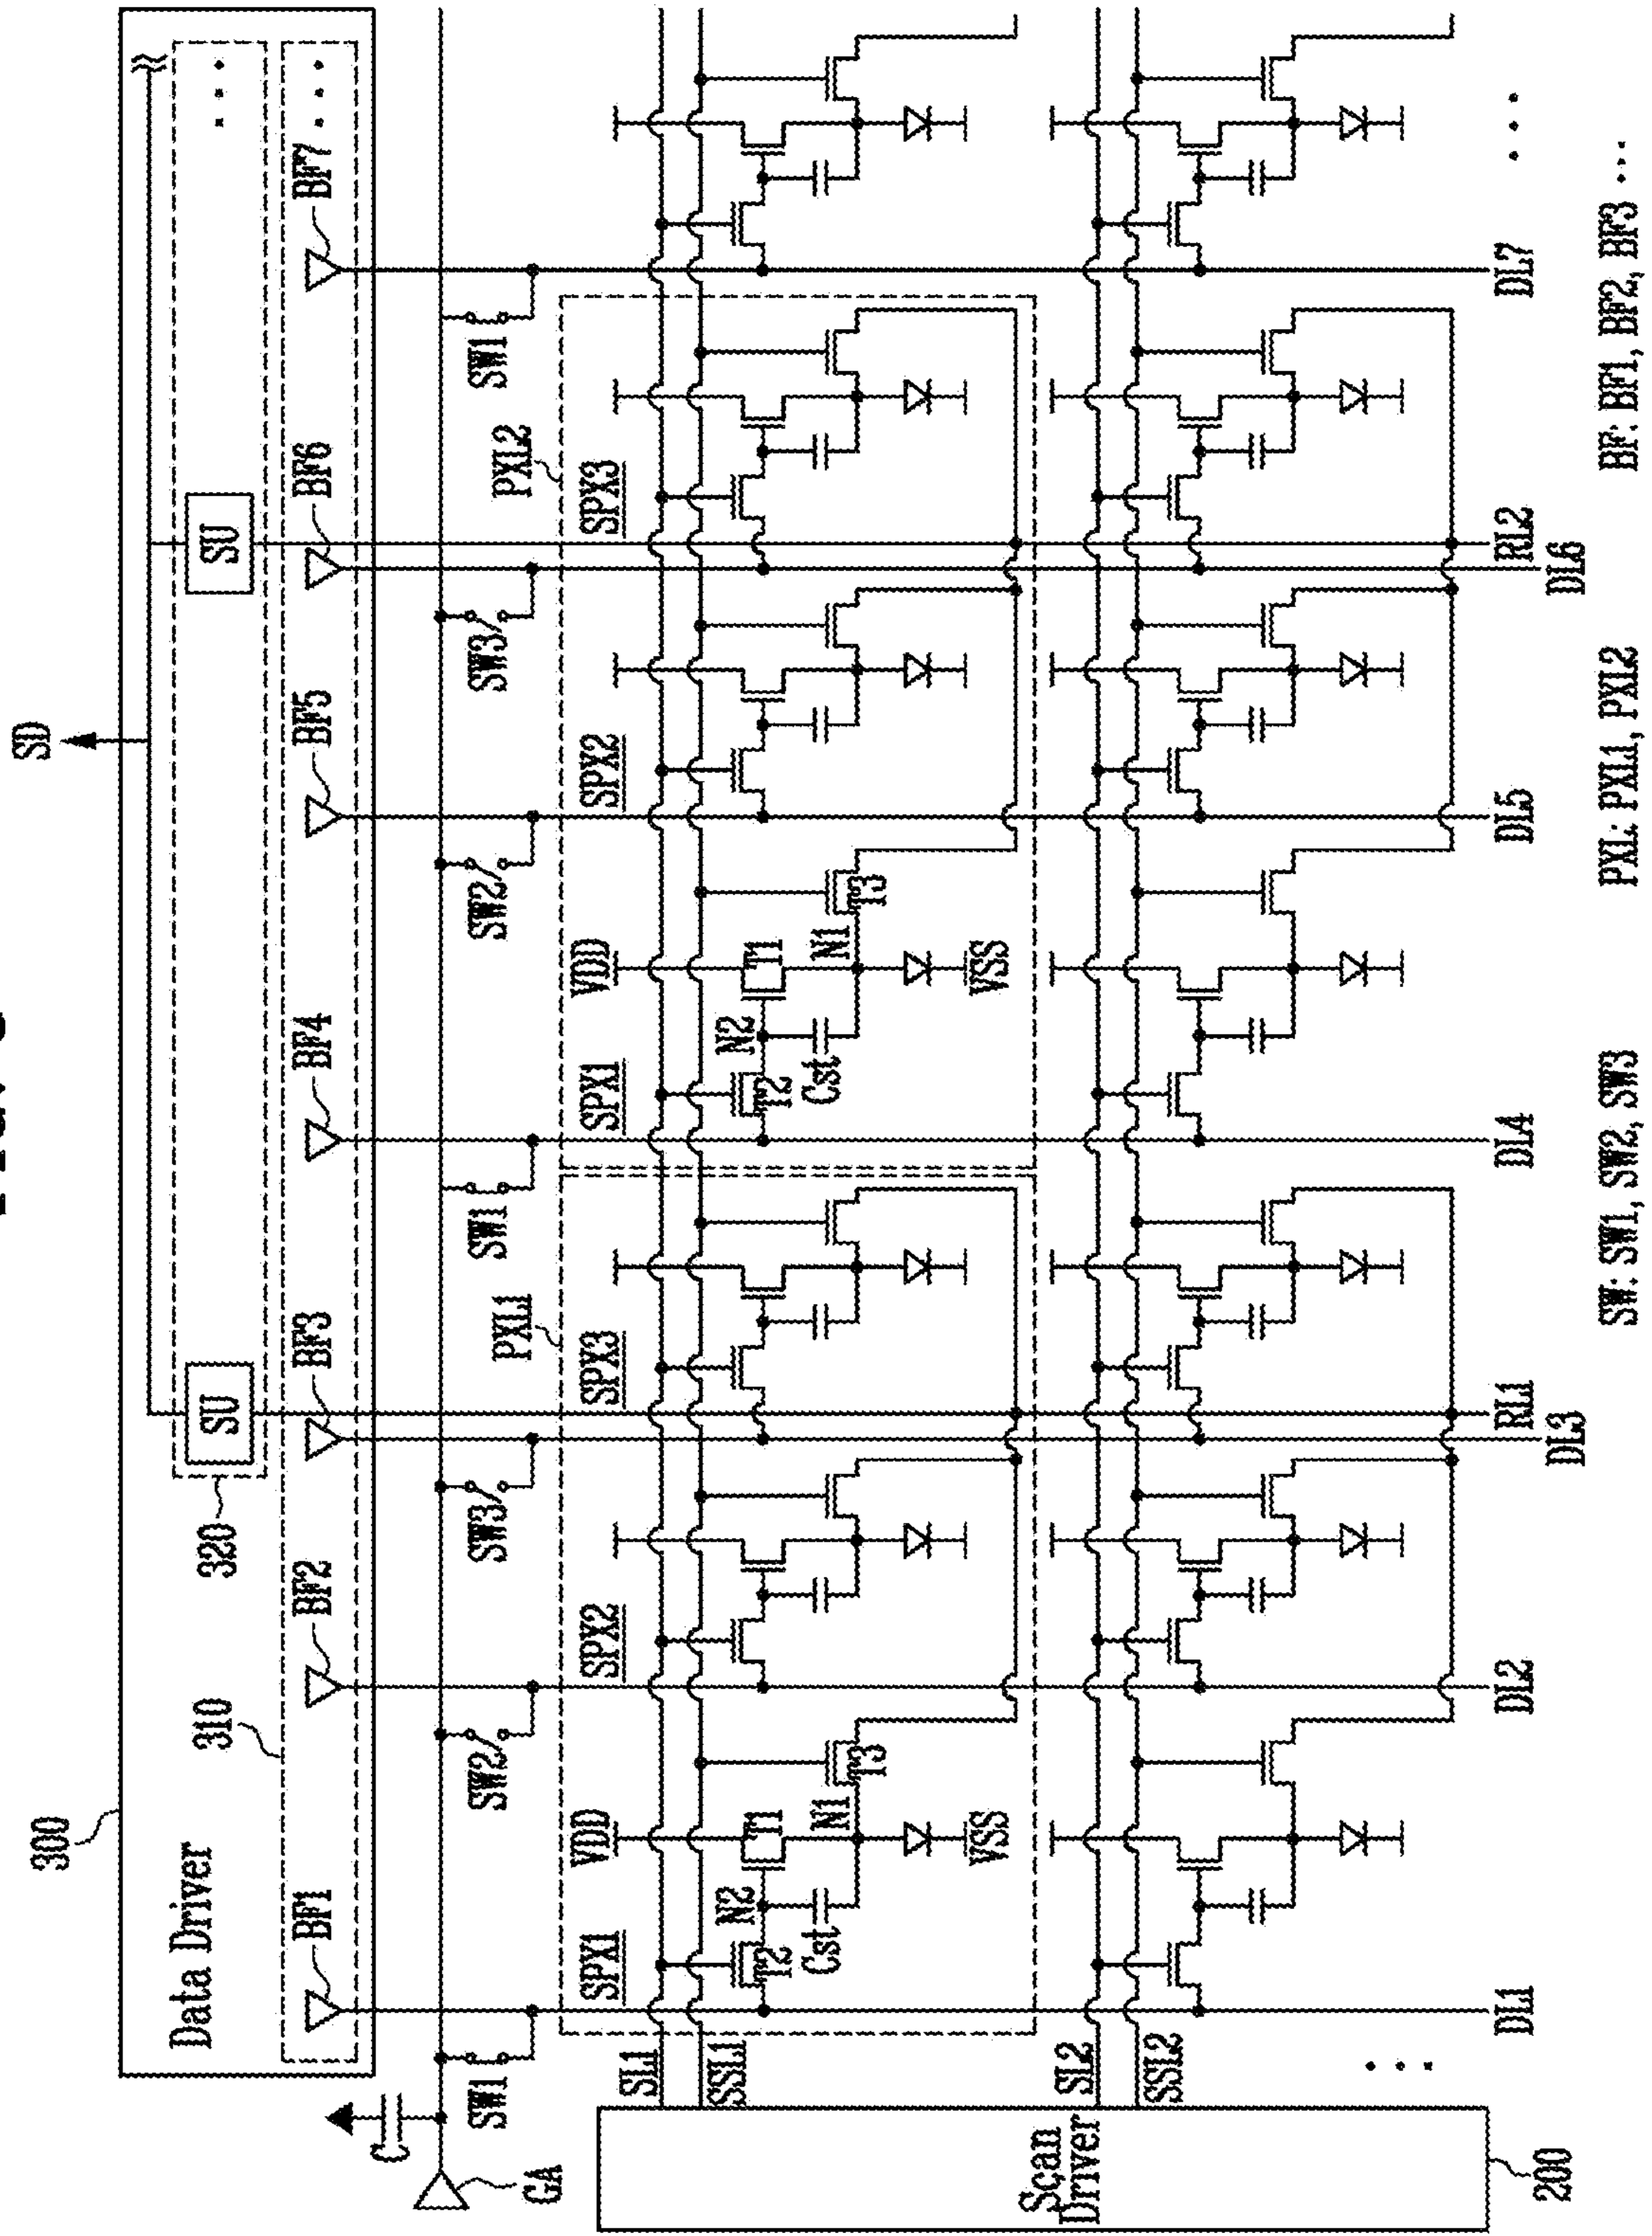 SD
300
Data Driver
310
320
SU
SU
BF1
BF2
BF3
BF4
BF5
BF6
BF7
C
GA
SW1
SW2
SW3
SW1
SW2
SW3
SW1
PXL1
PXL2
SPX1
SPX2
SPX3
SPX1
SPX2
SPX3
VDD
VDD
SL1
SSL1
N2
T1
T2
Cst
N1
T3
VSS
N2
T1
T2
Cst
N1
T3
VSS
Scan
Driver
200
SL2
SSL2
DL1
DL2
RL1
DL3
DL4
DL5
RL2
DL6
DL7
SW: SW1, SW2, SW3
PXL: PXL1, PXL2
BF: BF1, BF2, BF3 ...